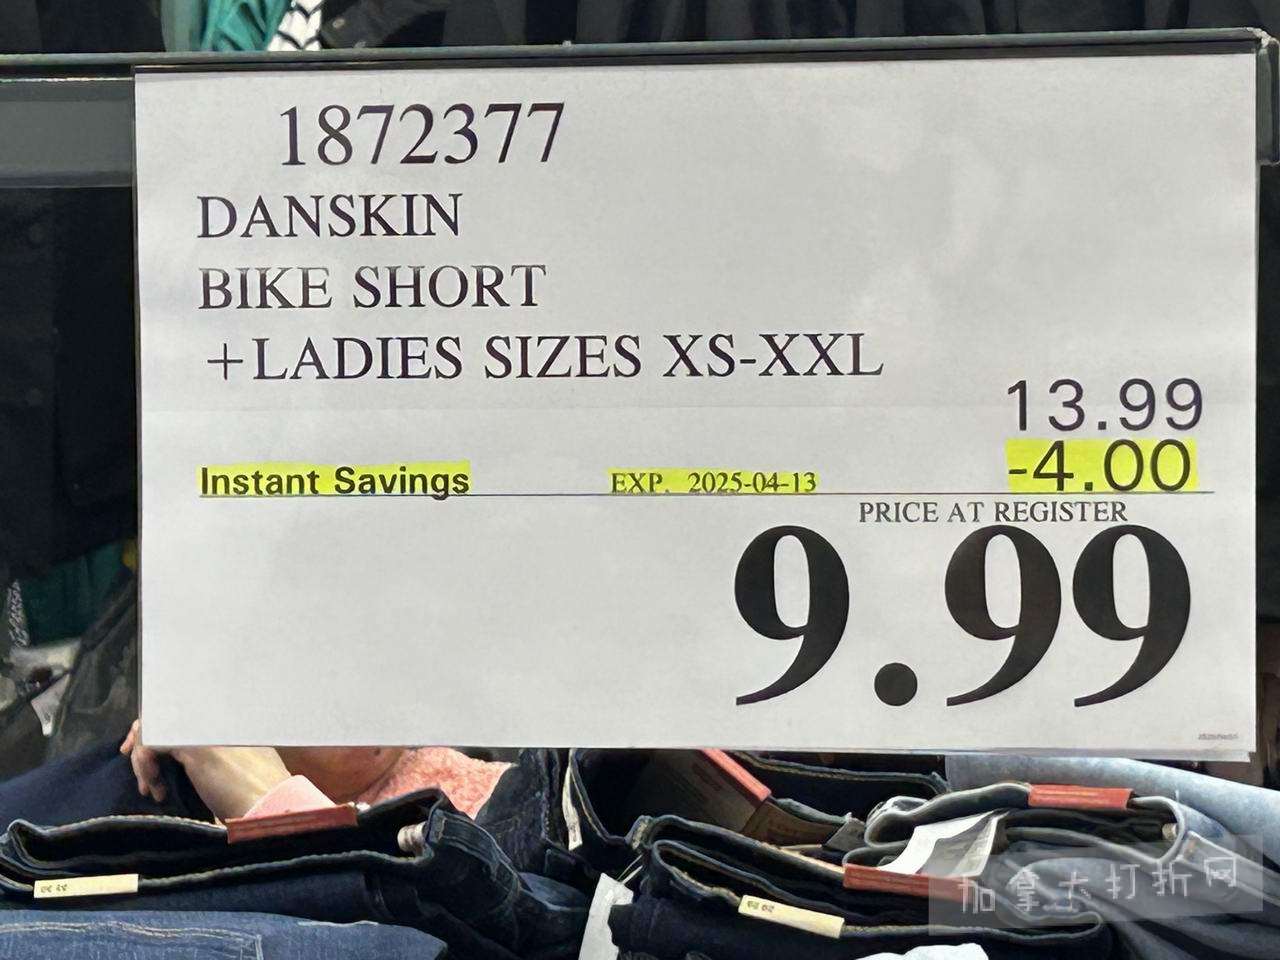 1872377
DANSKIN
BIKE SHORT
+LADIES SIZES XS-XXL
13.99
Instant Savings EXP. 2025-04-13 -4.00
PRICE AT REGISTER
9.99
加拿大打折网